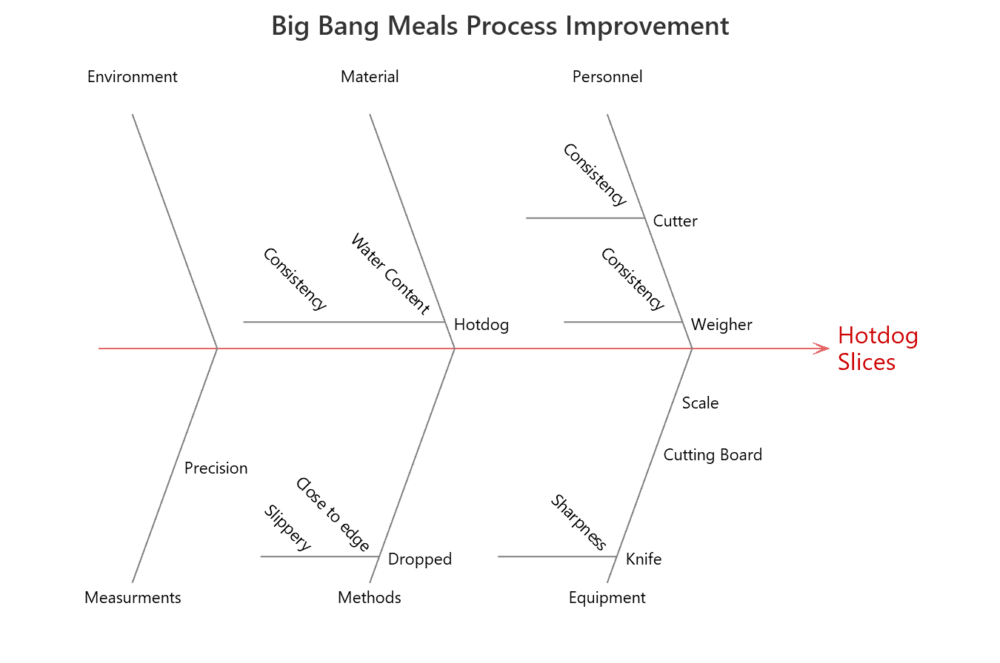 Big Bang Meals Process Improvement
Environment
Material
Personnel
Consistency
Cutter
Consistency
Water Content
Hotdog
Consistency
Weigher
Hotdog
Slices
Scale
Cutting Board
Precision
Close to edge
Slippery
Dropped
Sharpness
Knife
Measurments
Methods
Equipment